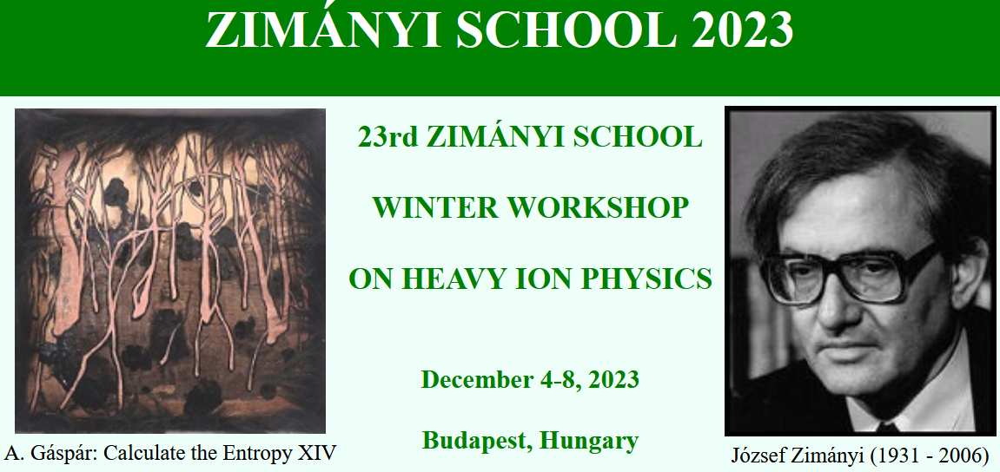 ZIMÁNYI SCHOOL 2023
23rd ZIMÁNYI SCHOOL
WINTER WORKSHOP
ON HEAVY ION PHYSICS
December 4-8, 2023
Budapest, Hungary
A. Gáspár: Calculate the Entropy XIV
József Zimányi (1931 - 2006)